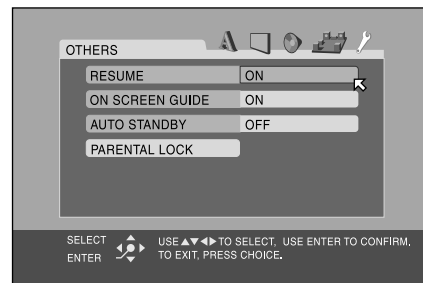 OTHERS
RESUME ON
ON SCREEN GUIDE ON
AUTO STANDBY OFF
PARENTAL LOCK
SELECT USE ▲▼◀▶ TO SELECT, USE ENTER TO CONFIRM.
ENTER TO EXIT, PRESS CHOICE.